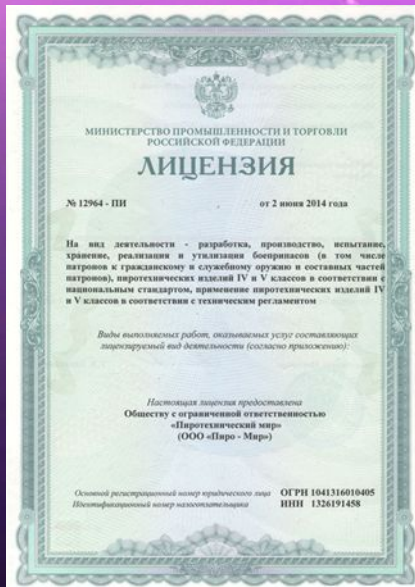 МИНИСТЕРСТВО ПРОМЫШЛЕННОСТИ И ТОРГОВЛИ
РОССИЙСКОЙ ФЕДЕРАЦИИ
ЛИЦЕНЗИЯ
№ 12964 - ПИ от 2 июня 2014 года
На вид деятельности - разработка, производство, испытание,
хранение, реализация и утилизация боеприпасов (в том числе
патронов к гражданскому и служебному оружию и составных частей
патронов), пиротехнических изделий IV и V классов в соответствии с
национальным стандартом, применение пиротехнических изделий IV
и V классов в соответствии с техническим регламентом
Виды выполняемых работ, оказываемых услуг составляющих
лицензируемый вид деятельности (согласно приложению):
Настоящая лицензия предоставлена
Обществу с ограниченной ответственностью
«Пиротехнический мир»
(ООО «Пиро - Мир»)
Основной регистрационный номер юридического лица ОГРН 1041316010405
Идентификационный номер налогоплательщика ИНН 1326191458